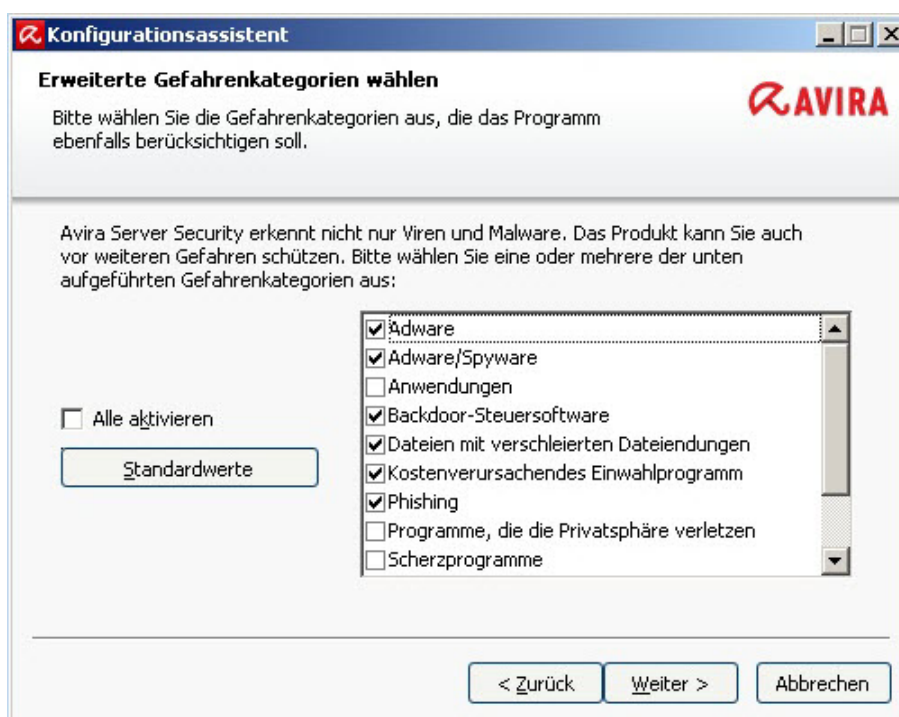 Konfigurationsassistent
Erweiterte Gefahrenkategorien wählen
Bitte wählen Sie die Gefahrenkategorien aus, die das Programm
ebenfalls berücksichtigen soll.
AVIRA
Avira Server Security erkennt nicht nur Viren und Malware. Das Produkt kann Sie auch
vor weiteren Gefahren schützen. Bitte wählen Sie eine oder mehrere der unten
aufgeführten Gefahrenkategorien aus:
Alle aktivieren
Standardwerte
Adware
Adware/Spyware
Anwendungen
Backdoor-Steuersoftware
Dateien mit verschleierten Dateiendungen
Kostenverursachendes Einwahlprogramm
Phishing
Programme, die die Privatsphäre verletzen
Scherzprogramme
< Zurück
Weiter >
Abbrechen